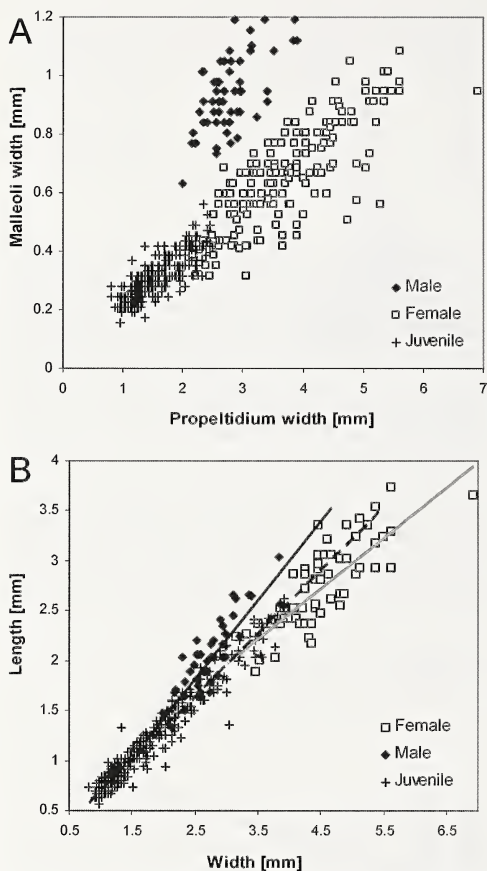 A
Malleoli width [mm]
1.2
1
0.8
0.6
0.4
0.2
0
Male
Female
Juvenile
0 1 2 3 4 5 6 7
Propeltidium width [mm]
B
Length [mm]
4
3.5
3
2.5
2
1.5
1
0.5
Female
Male
Juvenile
0.5 1.5 2.5 3.5 4.5 5.5 6.5
Width [mm]